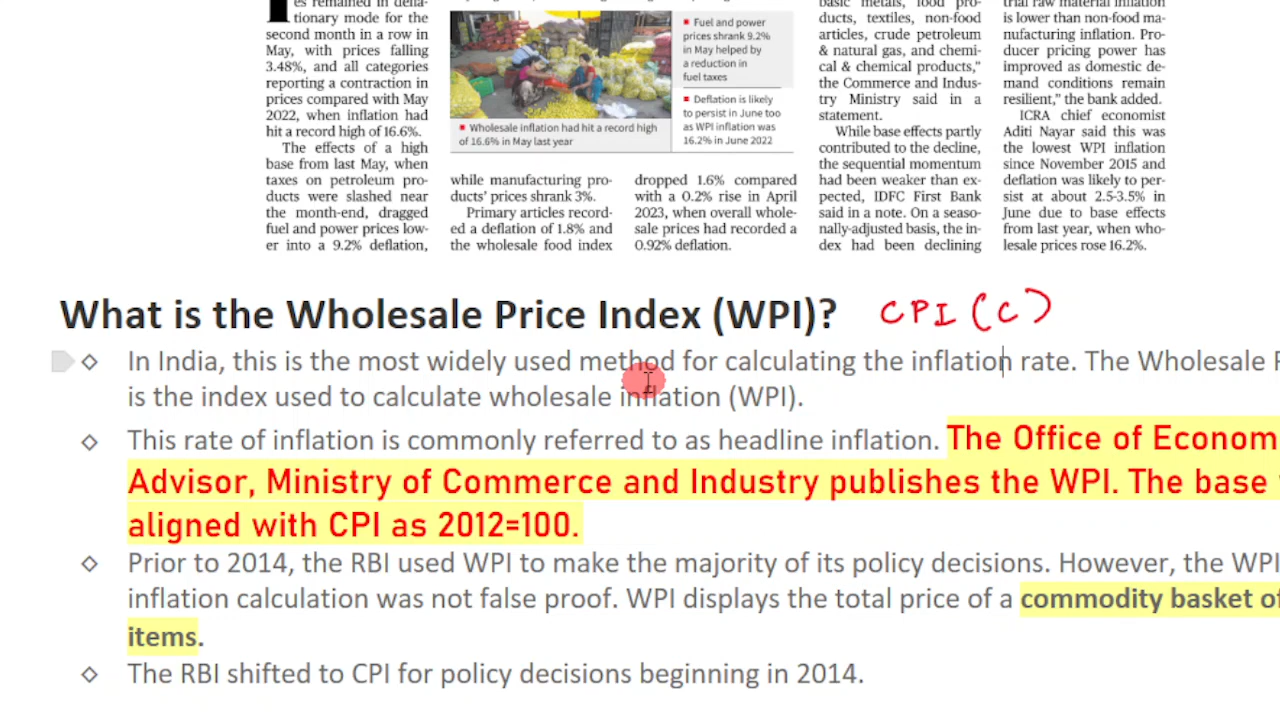 es remained in defla-
tionary mode for the
second month in a row in
May, with prices falling
3.48%, and all categories
reporting a contraction in
prices compared with May
2022, when inflation had
hit a record high of 16.6%.
The effects of a high
base from last May, when
taxes on petroleum pro-
ducts were slashed near
the month-end, dragged
fuel and power prices low-
er into a 9.2% deflation,
■ Wholesale inflation had hit a record high
of 16.6% in May last year
■ Fuel and power
prices shrank 9.2%
in May helped by
a reduction in
fuel taxes
■ Deflation is likely
to persist in June too
as WPI inflation was
16.2% in June 2022
while manufacturing pro-
ducts' prices shrank 3%.
Primary articles record-
ed a deflation of 1.8% and
the wholesale food index
dropped 1.6% compared
with a 0.2% rise in April
2023, when overall whole-
sale prices had recorded a
0.92% deflation.
basic metals, food pro-
ducts, textiles, non-food
articles, crude petroleum
& natural gas, and chemi-
cal & chemical products,"
the Commerce and Indus-
try Ministry said in a
statement.
While base effects partly
contributed to the decline,
the sequential momentum
had been weaker than ex-
pected, IDFC First Bank
said in a note. On a seaso-
nally-adjusted basis, the in-
dex had been declining
trial raw material inflation
is lower than non-food ma-
nufacturing inflation. Pro-
ducer pricing power has
improved as domestic de-
mand conditions remain
resilient," the bank added.
ICRA chief economist
Aditi Nayar said this was
the lowest WPI inflation
since November 2015 and
deflation was likely to per-
sist at about 2.5-3.5% in
June due to base effects
from last year, when who-
lesale prices rose 16.2%.
What is the Wholesale Price Index (WPI)? CPI (C)
◇ In India, this is the most widely used method for calculating the inflation rate. The Wholesale
is the index used to calculate wholesale inflation (WPI).
◇ This rate of inflation is commonly referred to as headline inflation. The Office of Econom
Advisor, Ministry of Commerce and Industry publishes the WPI. The base
aligned with CPI as 2012=100.
◇ Prior to 2014, the RBI used WPI to make the majority of its policy decisions. However, the WPI
inflation calculation was not false proof. WPI displays the total price of a commodity basket of
items.
◇ The RBI shifted to CPI for policy decisions beginning in 2014.